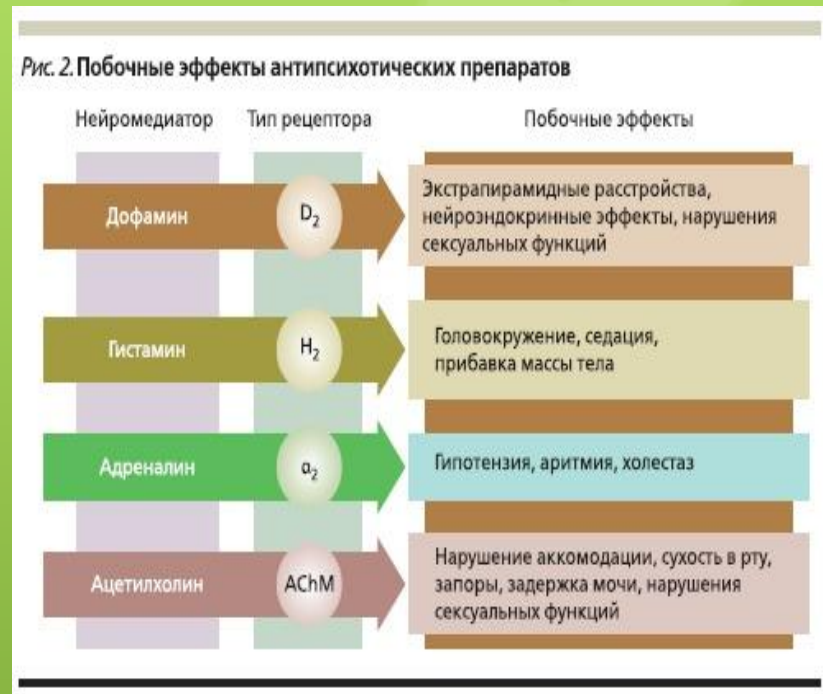 Рис. 2. Побочные эффекты антипсихотических препаратов
Нейромедиатор Тип рецептора Побочные эффекты
Дофамин D₂ Экстрапирамидные расстройства,
нейроэндокринные эффекты, нарушения
сексуальных функций
Гистамин H₂ Головокружение, седация,
прибавка массы тела
Адреналин α₂ Гипотензия, аритмия, холестаз
Ацетилхолин AChM Нарушение аккомодации, сухость в рту,
запоры, задержка мочи, нарушения
сексуальных функций